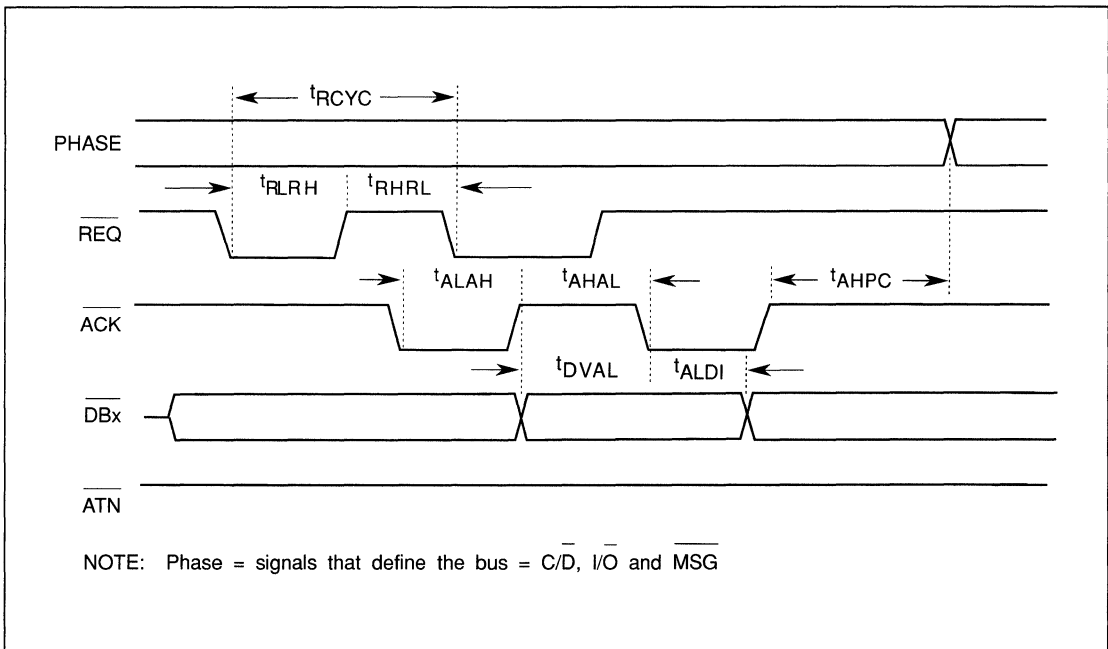 tRCYC
PHASE
tRLRH tRHRL
REQ
tALAH tAHAL tAHPC
ACK
tDVAL tALDI
DBx
ATN
NOTE: Phase = signals that define the bus = C/D̅, I/O̅ and M̅S̅G̅